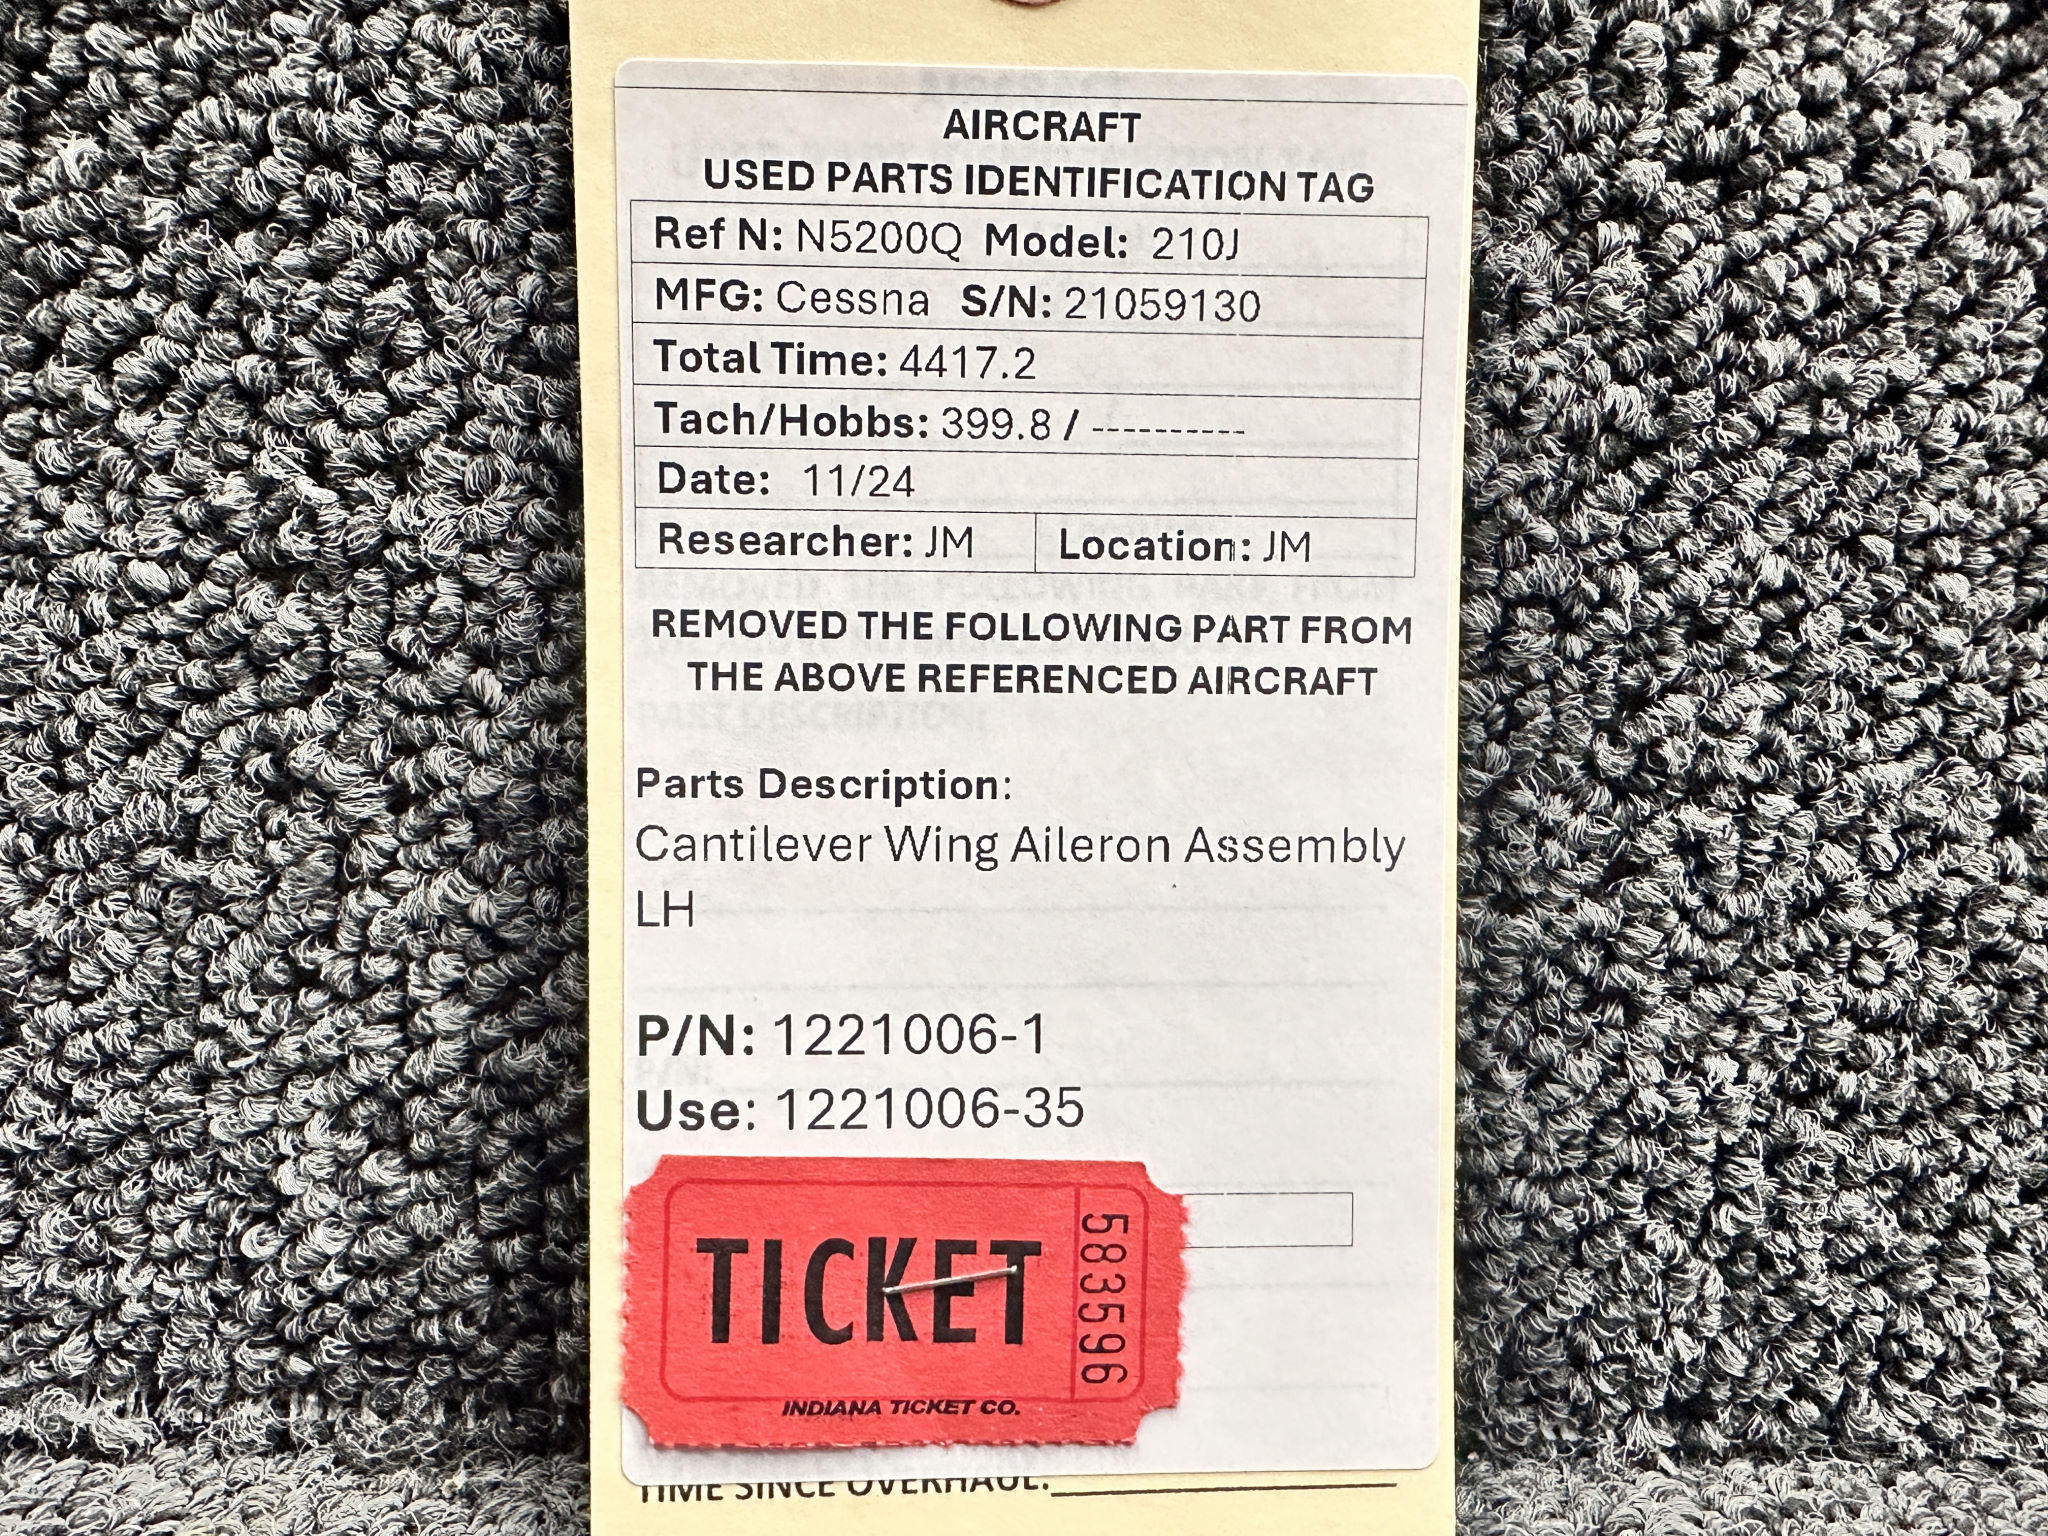 AIRCRAFT
USED PARTS IDENTIFICATION TAG
Ref N: N5200Q Model: 210J
MFG: Cessna S/N: 21059130
Total Time: 4417.2
Tach/Hobbs: 399.8 / ----------
Date: 11/24
Researcher: JM Location: JM
REMOVED THE FOLLOWING PART FROM
THE ABOVE REFERENCED AIRCRAFT
Parts Description:
Cantilever Wing Aileron Assembly
LH
P/N: 1221006-1
Use: 1221006-35
TICKET
583596
INDIANA TICKET CO.
TIME SINCE OVERHAUL: